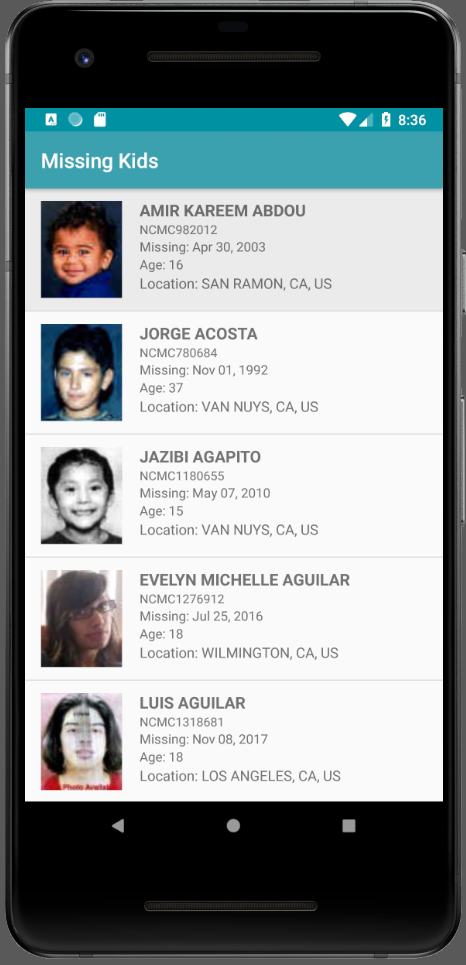 8:36
Missing Kids
AMIR KAREEM ABDOU
NCMC982012
Missing: Apr 30, 2003
Age: 16
Location: SAN RAMON, CA, US
JORGE ACOSTA
NCMC780684
Missing: Nov 01, 1992
Age: 37
Location: VAN NUYS, CA, US
JAZIBI AGAPITO
NCMC1180655
Missing: May 07, 2010
Age: 15
Location: VAN NUYS, CA, US
EVELYN MICHELLE AGUILAR
NCMC1276912
Missing: Jul 25, 2016
Age: 18
Location: WILMINGTON, CA, US
LUIS AGUILAR
NCMC1318681
Missing: Nov 08, 2017
Age: 18
Location: LOS ANGELES, CA, US
Photo Availa